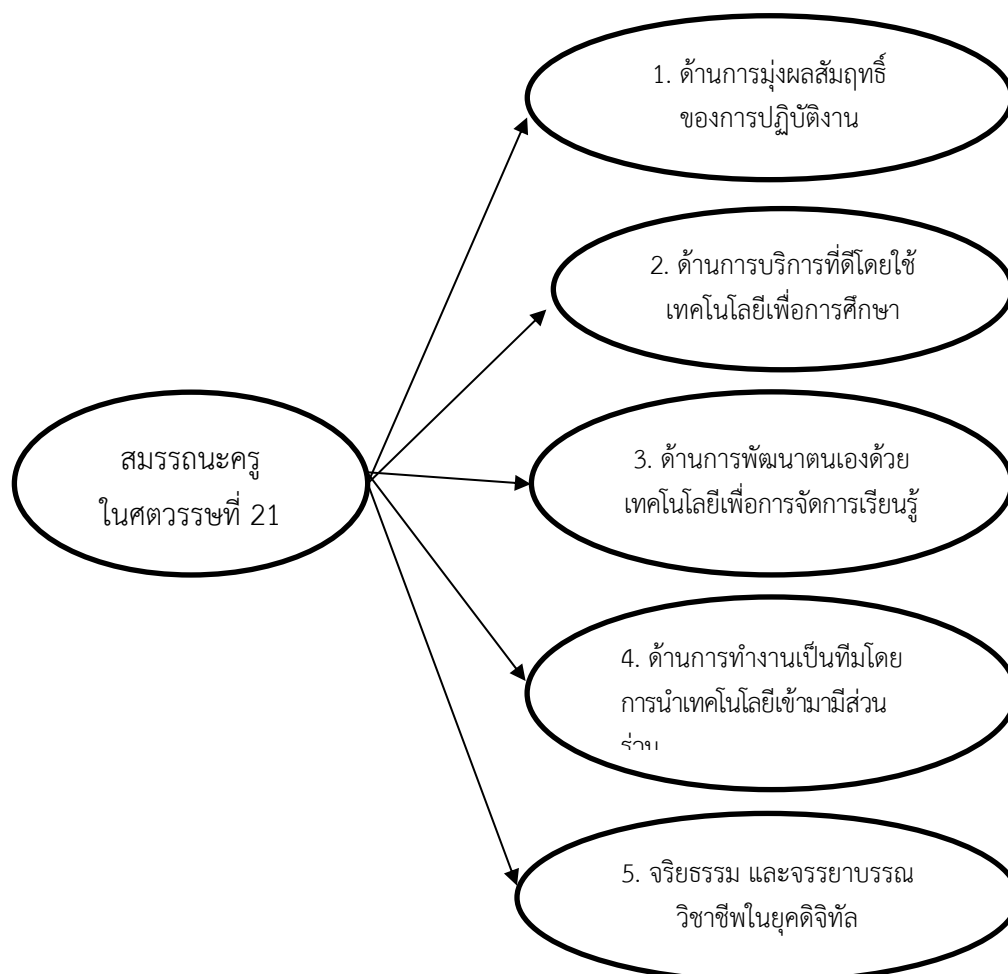 1. ด้านการมุ่งผลสัมฤทธิ์
ของการปฏิบัติงาน
2. ด้านการบริการที่ดีโดยใช้
เทคโนโลยีเพื่อการศึกษา
สมรรถนะครู
ในศตวรรษที่ 21
3. ด้านการพัฒนาตนเองด้วย
เทคโนโลยีเพื่อการจัดการเรียนรู้
4. ด้านการทำงานเป็นทีมโดย
การนำเทคโนโลยีเข้ามามีส่วน
5. จริยธรรม และจรรยาบรรณ
วิชาชีพในยุคดิจิทัล